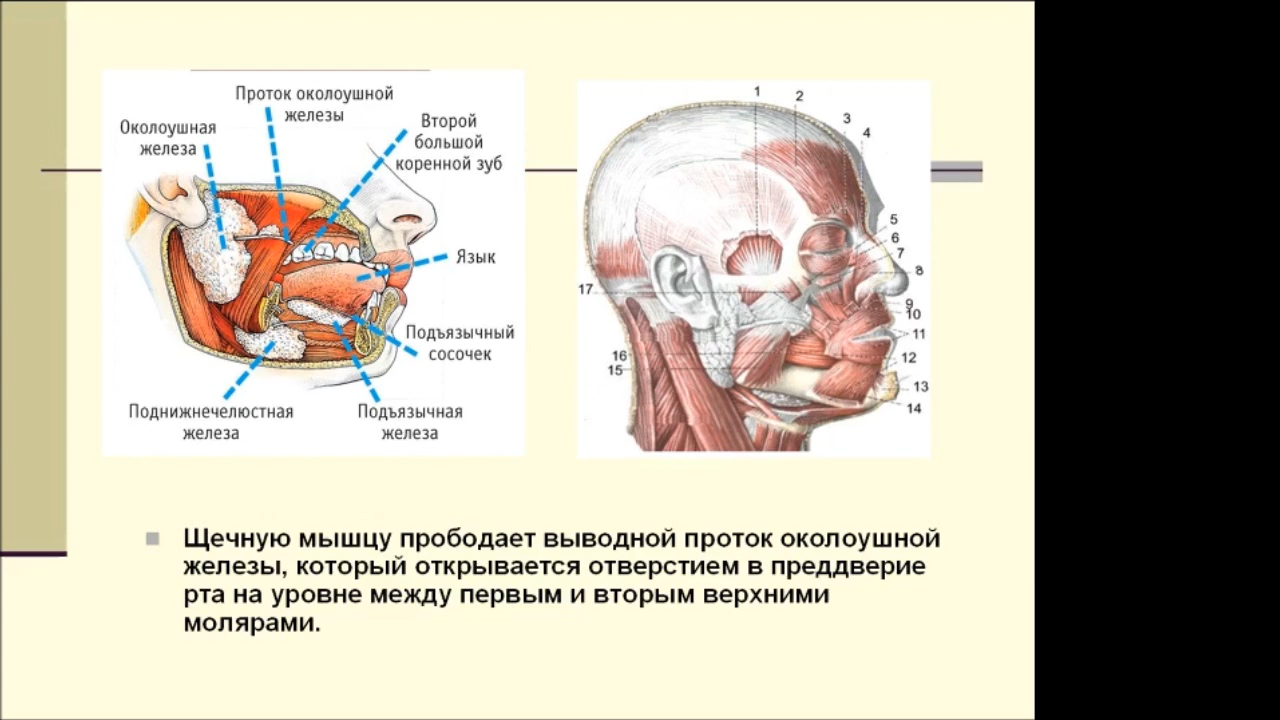 Проток околоушной
железы
Околоушная
железа
Второй
большой
коренной зуб
Язык
Подъязычный
сосочек
Поднижнечелюстная
железа
Подъязычная
железа
1
2
3
4
5
6
7
8
9
10
11
12
13
14
15
16
17
Щечную мышцу прободает выводной проток околоушной
железы, который открывается отверстием в преддверие
рта на уровне между первым и вторым верхними
молярами.